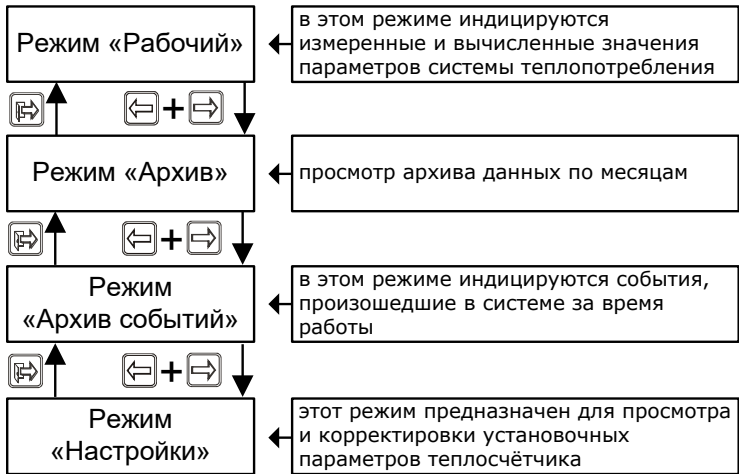 Режим «Рабочий»
в этом режиме индицируются
измеренные и вычисленные значения
параметров системы теплопотребления
+
Режим «Архив»
просмотр архива данных по месяцам
+
Режим
«Архив событий»
в этом режиме индицируются события,
произошедшие в системе за время
работы
+
Режим
«Настройки»
этот режим предназначен для просмотра
и корректировки установочных
параметров теплосчётчика